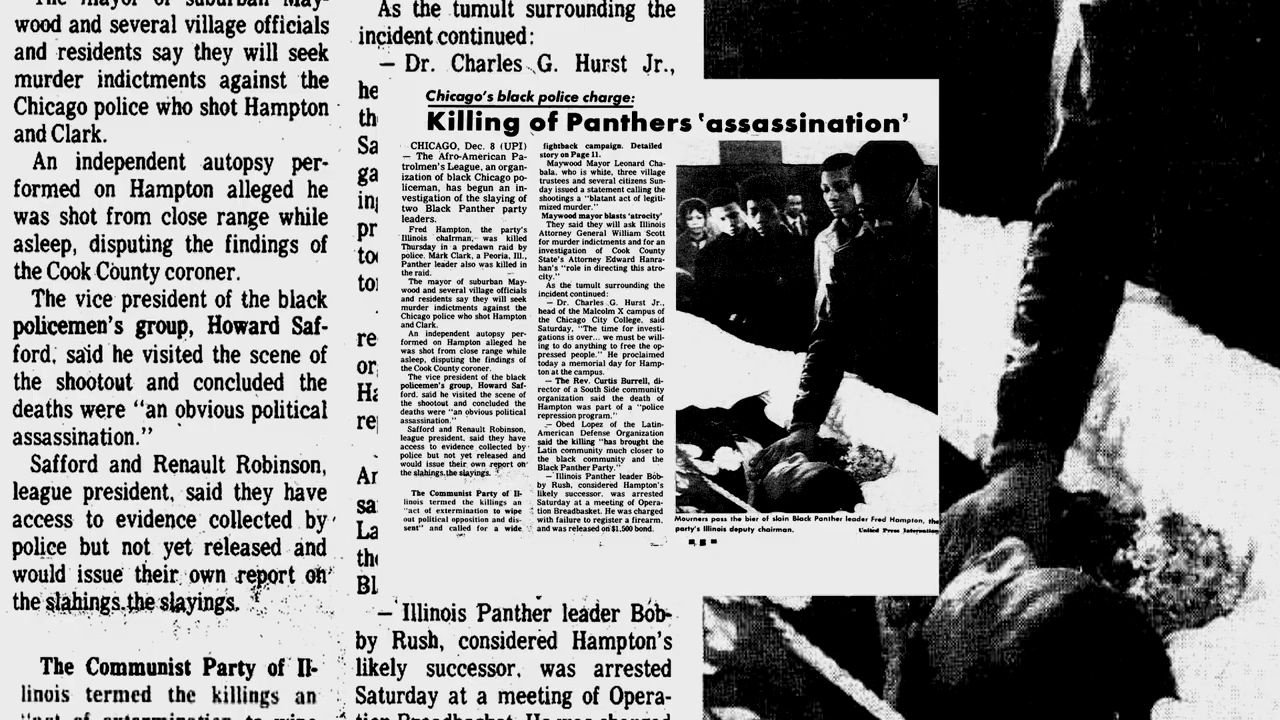 The mayor of suburban May-
wood and several village officials
and residents say they will seek
murder indictments against the
Chicago police who shot Hampton
and Clark.
An independent autopsy per-
formed on Hampton alleged he
was shot from close range while
asleep, disputing the findings of
the Cook County coroner.
The vice president of the black
policemen's group, Howard Saf-
ford, said he visited the scene of
the shootout and concluded the
deaths were "an obvious political
assassination."
Safford and Renault Robinson,
league president, said they have
access to evidence collected by
police but not yet released and
would issue their own report on
the slahings.the slayings.
The Communist Party of Il-
linois termed the killings an
"act of extermination to wipe
As the tumult surrounding the
incident continued:
— Dr. Charles G. Hurst Jr.,
he
th
Sa
ga
in
pr
to
to
re
or
Ha
re
Ar
sa
La
the
Bl
— Illinois Panther leader Bob-
by Rush, considered Hampton's
likely successor, was arrested
Saturday at a meeting of Opera-
tion Breadbasket. He was charged
Chicago's black police charge:
Killing of Panthers 'assassination'
CHICAGO, Dec. 8 (UPI)
— The Afro-American Pa-
trolmen's League, an organ-
ization of black Chicago po-
liceman, has begun an in-
vestigation of the slaying of
two Black Panther party
leaders.
Fred Hampton, the party's
Illinois chairman, was killed
Thursday in a predawn raid by
police. Mark Clark, a Peoria, Ill.,
Panther leader also was killed in
the raid.
The mayor of suburban May-
wood and several village officials
and residents say they will seek
murder indictments against the
Chicago police who shot Hampton
and Clark.
An independent autopsy per-
formed on Hampton alleged he
was shot from close range while
asleep, disputing the findings of
the Cook County coroner.
The vice president of the black
policemen's group, Howard Saf-
ford, said he visited the scene of
the shootout and concluded the
deaths were "an obvious political
assassination."
Safford and Renault Robinson,
league president, said they have
access to evidence collected by
police but not yet released and
would issue their own report on
the slahings.the slayings.
The Communist Party of Il-
linois termed the killings an
"act of extermination to wipe
out political opposition and dis-
sent" and called for a wide
fightback campaign. Detailed
story on Page 11.
Maywood Mayor Leonard Cha-
bala, who is white, three village
trustees and several citizens Sun-
day issued a statement calling the
shootings a "blatant act of legiti-
mized murder."
Maywood mayor blasts 'atrocity'
They said they will ask Illinois
Attorney General William Scott
for murder indictments and for an
investigation of Cook County
State's Attorney Edward Hanra-
han's "role in directing this atro-
city."
As the tumult surrounding the
incident continued:
— Dr. Charles G. Hurst Jr.,
head of the Malcolm X campus of
the Chicago City College, said
Saturday, "The time for investi-
gations is over... we must be will-
ing to do anything to free the op-
pressed people." He proclaimed
today a memorial day for Hamp-
ton at the campus.
— The Rev. Curtis Burrell, di-
rector of a South Side community
organization said the death of
Hampton was part of a "police
repression program."
— Obed Lopez of the Latin-
American Defense Organization
said the killing "has brought the
Latin community much closer to
the black community and the
Black Panther Party."
— Illinois Panther leader Bob-
by Rush, considered Hampton's
likely successor, was arrested
Saturday at a meeting of Opera-
tion Breadbasket. He was charged
with failure to register a firearm,
and was released on $1,500 bond.
Mourners pass the bier of slain Black Panther leader Fred Hampton, the
party's Illinois deputy chairman.
United Press Internation